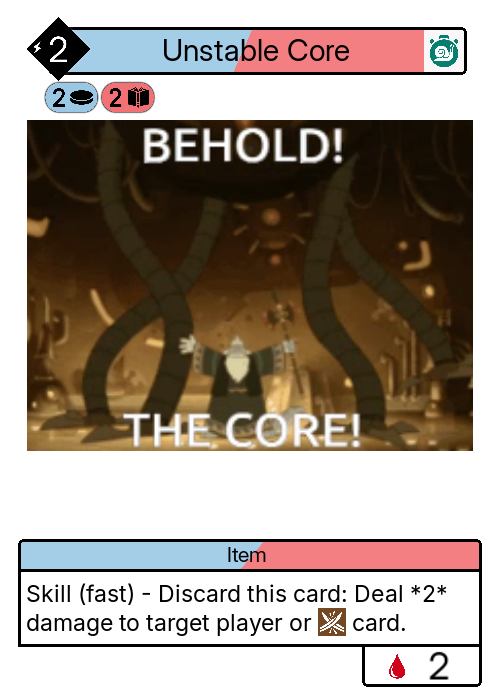 2
Unstable Core
2 2
BEHOLD!
THE CORE!
Item
Skill (fast) - Discard this card: Deal *2*
damage to target player or card.
2